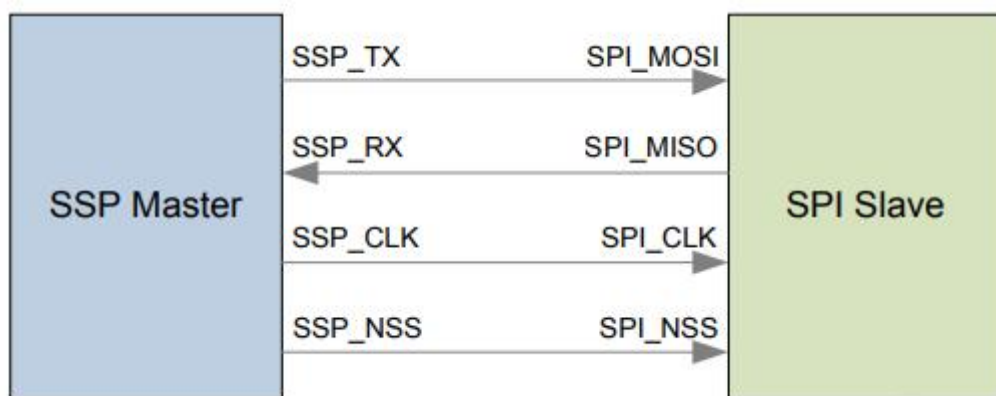 SSP_TX SPI_MOSI
SSP_RX SPI_MISO
SSP Master SPI Slave
SSP_CLK SPI_CLK
SSP_NSS SPI_NSS